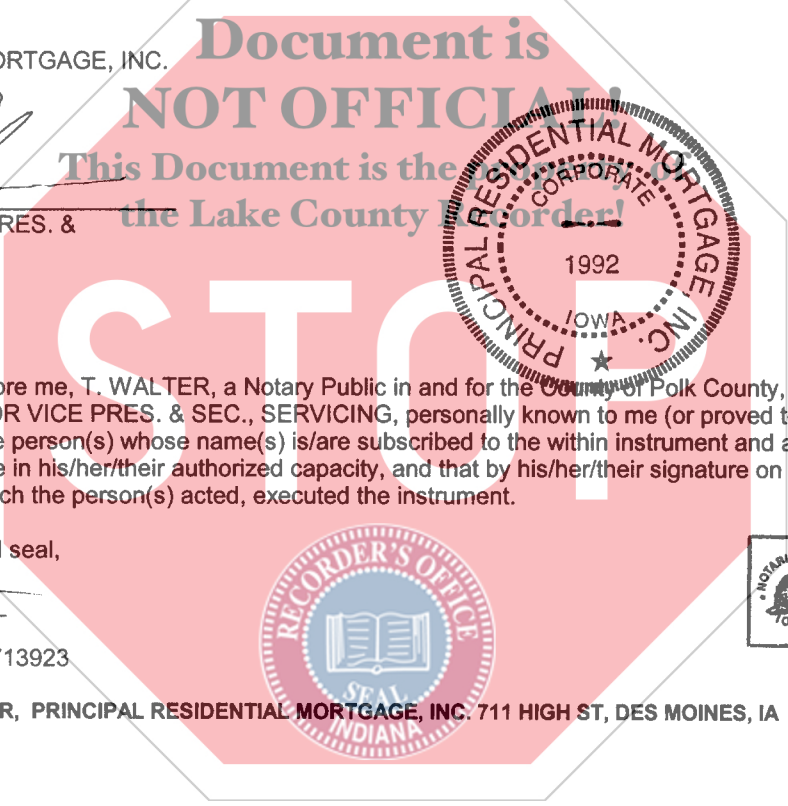 Document is
ORTGAGE, INC.
NOT OFFICIAL!
This Document is the property of
the Lake County Recorder!
RES. &
PRINCIPAL RESIDENTIAL MORTGAGE INC.
CORPORATE
1992
IOWA
STOP
ore me, T. WALTER, a Notary Public in and for the County of Polk County,
OR VICE PRES. & SEC., SERVICING, personally known to me (or proved t
e person(s) whose name(s) is/are subscribed to the within instrument and a
e in his/her/their authorized capacity, and that by his/her/their signature on
ch the person(s) acted, executed the instrument.
seal,
RECORDER'S OFFICE
SEAL
INDIANA
713923
R, PRINCIPAL RESIDENTIAL MORTGAGE, INC. 711 HIGH ST, DES MOINES, IA